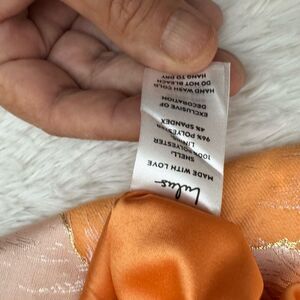 Lulus
MADE WITH LOVE
SHELL:
100% POLYESTER
96% POLYESTER
4% SPANDEX
EXCLUSIVE OF
DECORATION
HAND WASH COLD
DO NOT BLEACH
HANG TO DRY